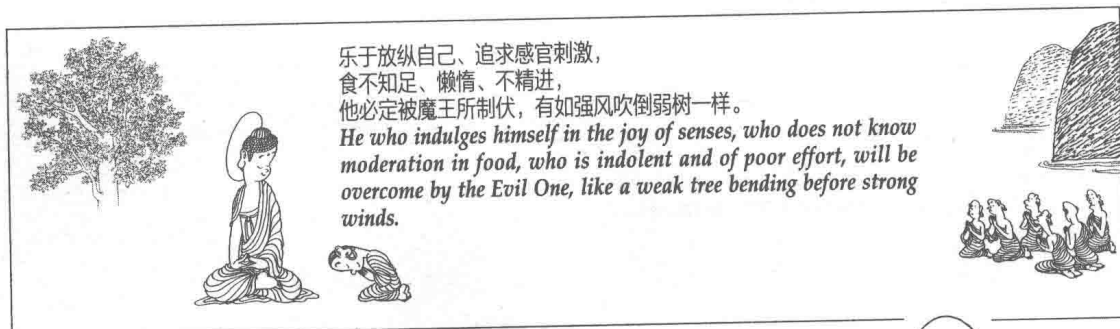 乐于放纵自己、追求感官刺激，
食不知足、懒惰、不精进，
他必定被魔王所制伏，有如强风吹倒弱树一样。
He who indulges himself in the joy of senses, who does not know
moderation in food, who is indolent and of poor effort, will be
overcome by the Evil One, like a weak tree bending before strong
winds.